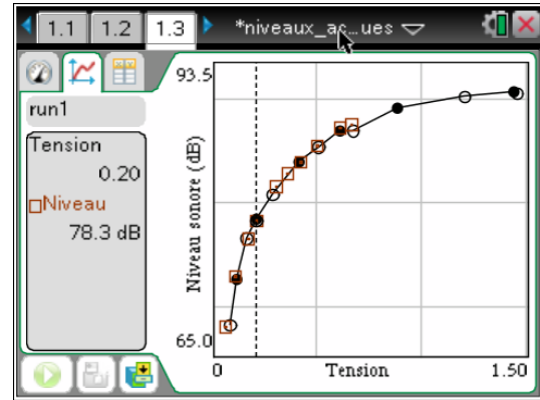 1.1 1.2 1.3 *niveaux_ac…ues
93.5
run1
Tension
0.20
Niveau
78.3 dB
Niveau sonore (dB)
65.0
0 Tension 1.50